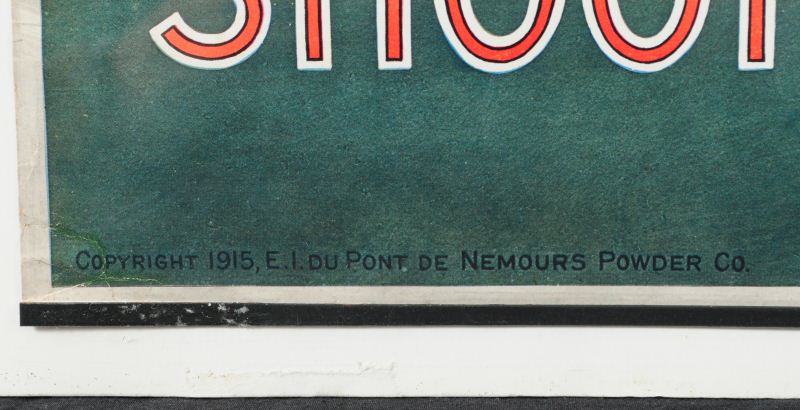 SHOOT
COPYRIGHT 1915, E. I. DU PONT DE NEMOURS POWDER CO.